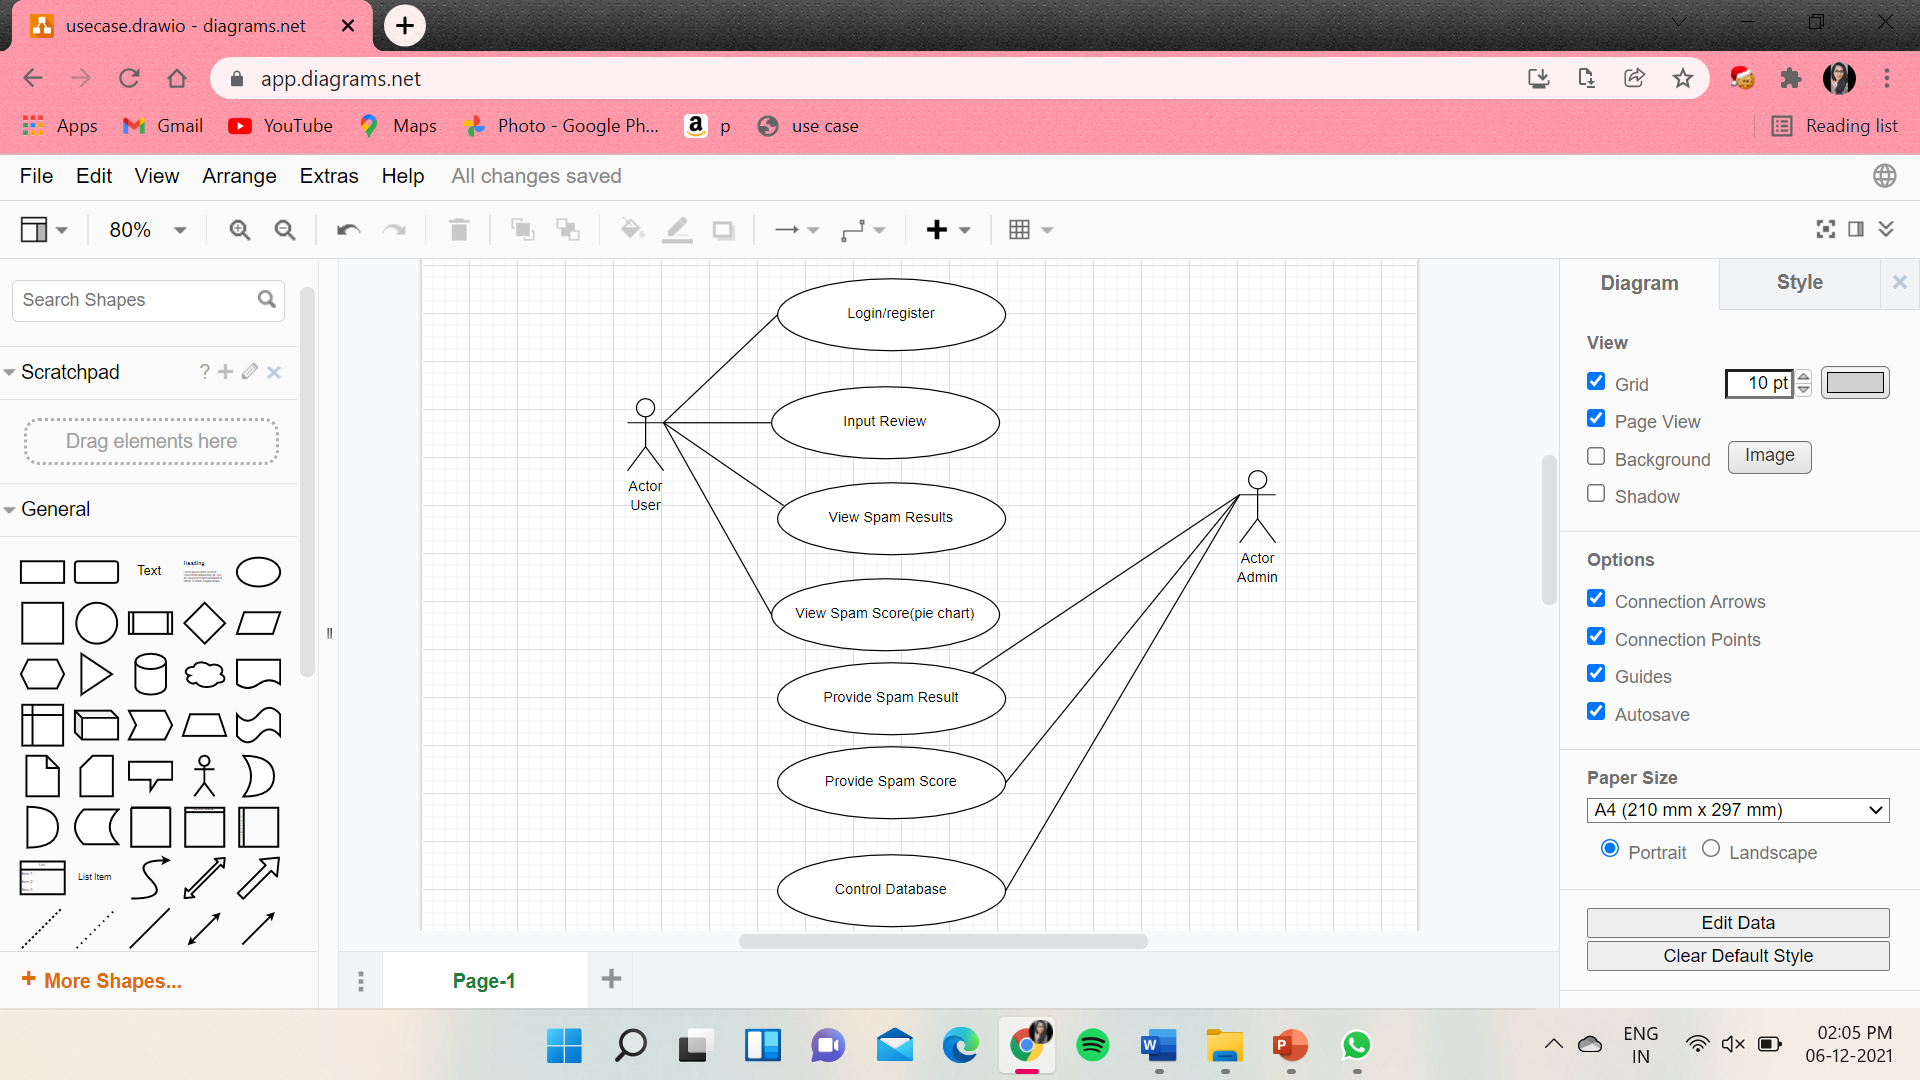 usecase.drawio - diagrams.net
app.diagrams.net
Apps
Gmail
YouTube
Maps
Photo - Google Ph...
p
use case
Reading list
File Edit View Arrange Extras Help All changes saved
80%
Search Shapes
Scratchpad
?
Drag elements here
General
Text
Heading
List Item
+ More Shapes...
Login/register
Input Review
View Spam Results
View Spam Score(pie chart)
Provide Spam Result
Provide Spam Score
Control Database
Actor
User
Actor
Admin
Page-1
Diagram
Style
View
Grid
10 pt
Page View
Background
Image
Shadow
Options
Connection Arrows
Connection Points
Guides
Autosave
Paper Size
A4 (210 mm x 297 mm)
Portrait
Landscape
Edit Data
Clear Default Style
ENG
IN
02:05 PM
06-12-2021